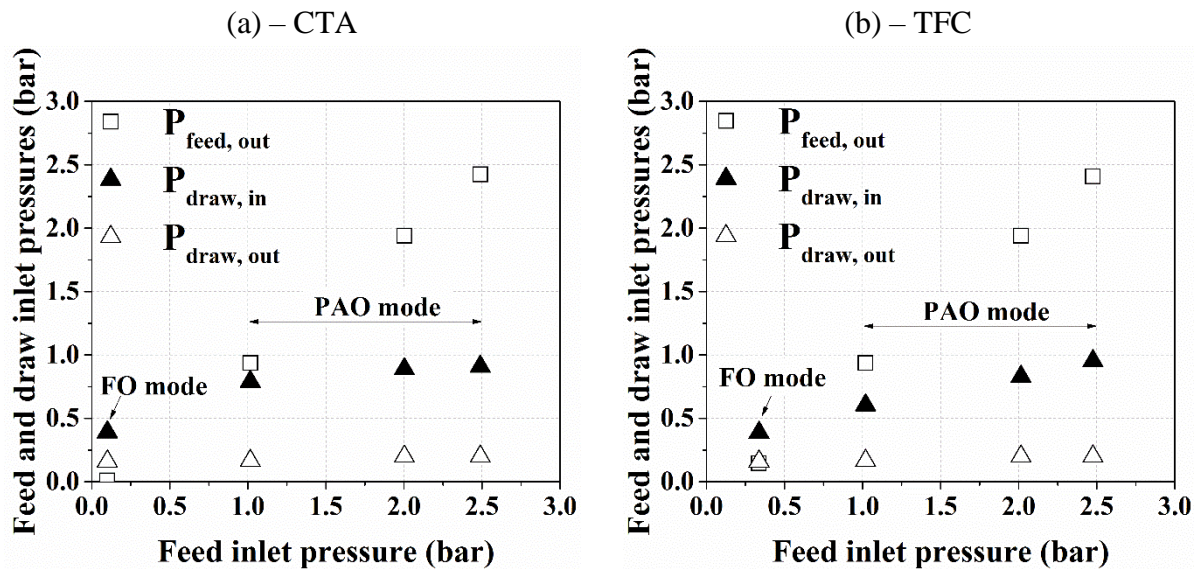 (a) – CTA
Feed and draw inlet pressures (bar)
3.0
2.5
2.0
1.5
1.0
0.5
0.0
P feed, out
P draw, in
P draw, out
PAO mode
FO mode
0.0 0.5 1.0 1.5 2.0 2.5 3.0
Feed inlet pressure (bar)
(b) – TFC
Feed and draw inlet pressures (bar)
3.0
2.5
2.0
1.5
1.0
0.5
0.0
P feed, out
P draw, in
P draw, out
PAO mode
FO mode
0.0 0.5 1.0 1.5 2.0 2.5 3.0
Feed inlet pressure (bar)